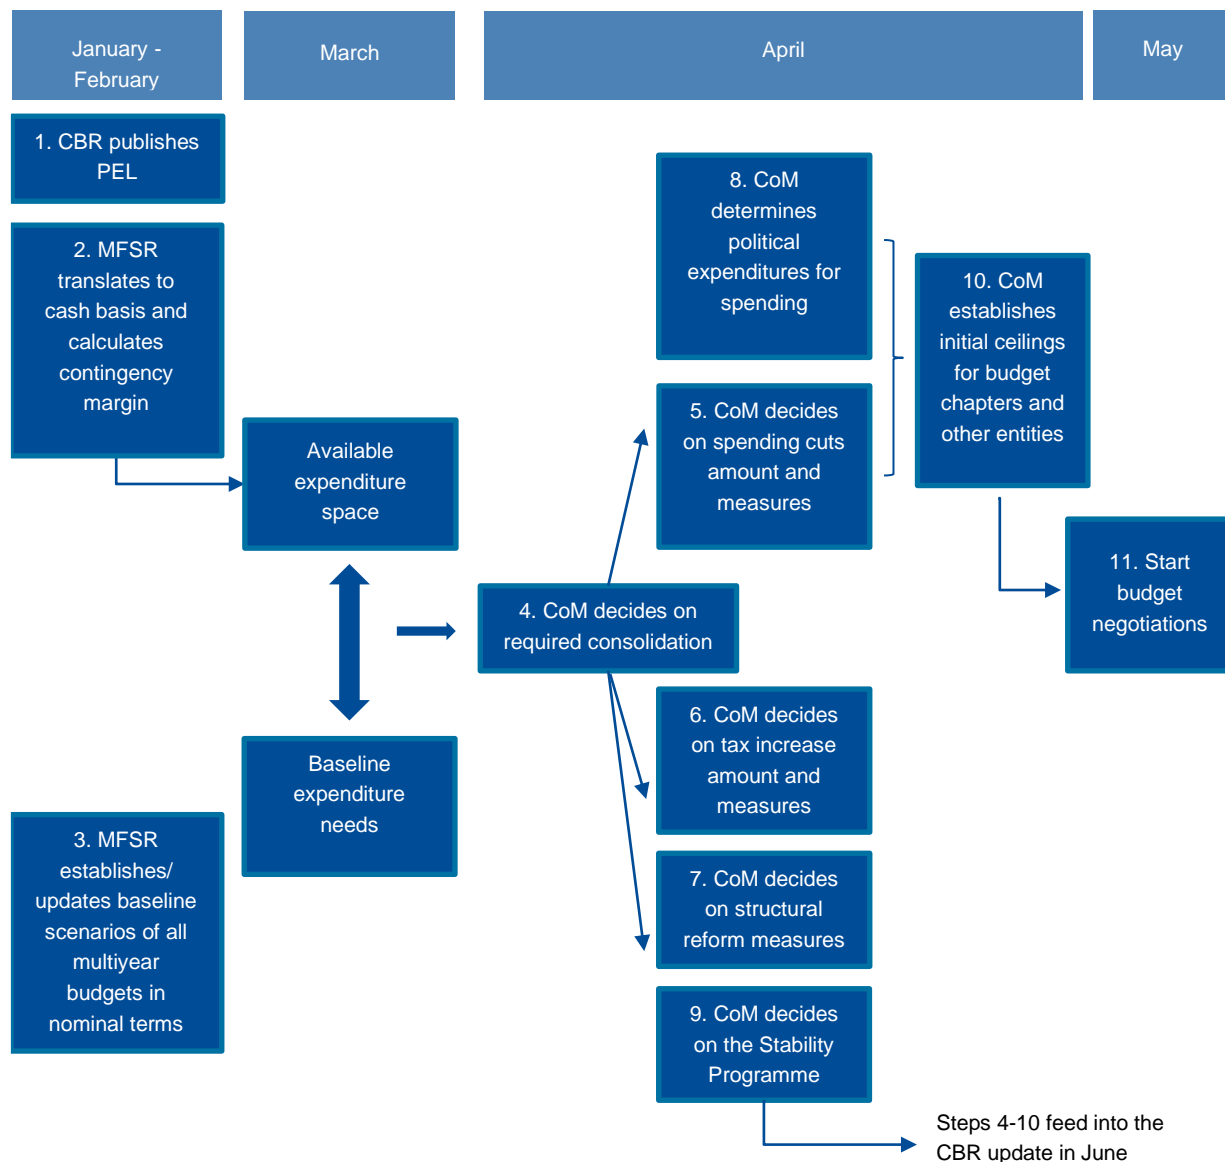 January -
February
March
April
May
1. CBR publishes
PEL
2. MFSR
translates to
cash basis and
calculates
contingency
margin
3. MFSR
establishes/
updates baseline
scenarios of all
multiyear
budgets in
nominal terms
Available
expenditure
space
Baseline
expenditure
needs
4. CoM decides on
required consolidation
8. CoM
determines
political
expenditures for
spending
5. CoM decides
on spending cuts
amount and
measures
6. CoM decides
on tax increase
amount and
measures
7. CoM decides
on structural
reform measures
9. CoM decides
on the Stability
Programme
10. CoM
establishes
initial ceilings
for budget
chapters and
other entities
11. Start
budget
negotiations
Steps 4-10 feed into the
CBR update in June